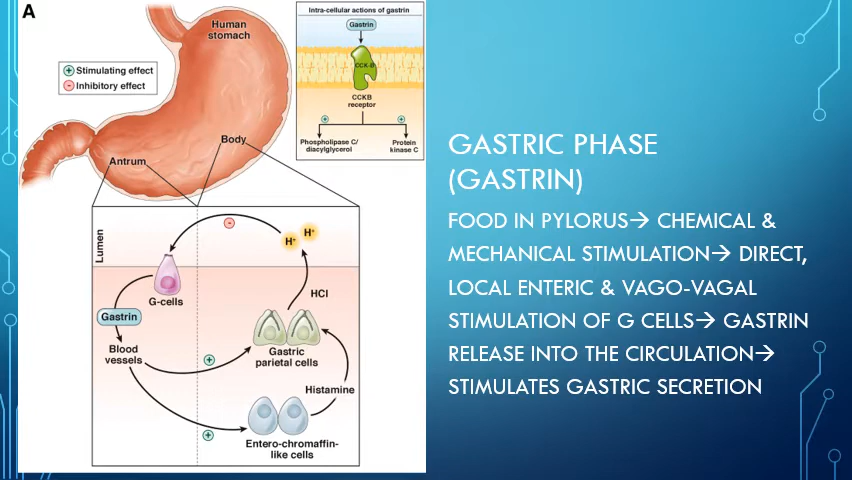 A
Human
stomach
+ Stimulating effect
- Inhibitory effect
Body
Antrum
Intra-cellular actions of gastrin
Gastrin
CCK-B
CCKB
receptor
+
+
Phospholipase C/
diacylglycerol
Protein
kinase C
Lumen
-
H+
H+
G-cells
HCl
Gastrin
Blood
vessels
+
Gastric
parietal cells
Histamine
+
Entero-chromaffin-
like cells
GASTRIC PHASE
(GASTRIN)
FOOD IN PYLORUS→ CHEMICAL &
MECHANICAL STIMULATION→ DIRECT,
LOCAL ENTERIC & VAGO-VAGAL
STIMULATION OF G CELLS→ GASTRIN
RELEASE INTO THE CIRCULATION→
STIMULATES GASTRIC SECRETION